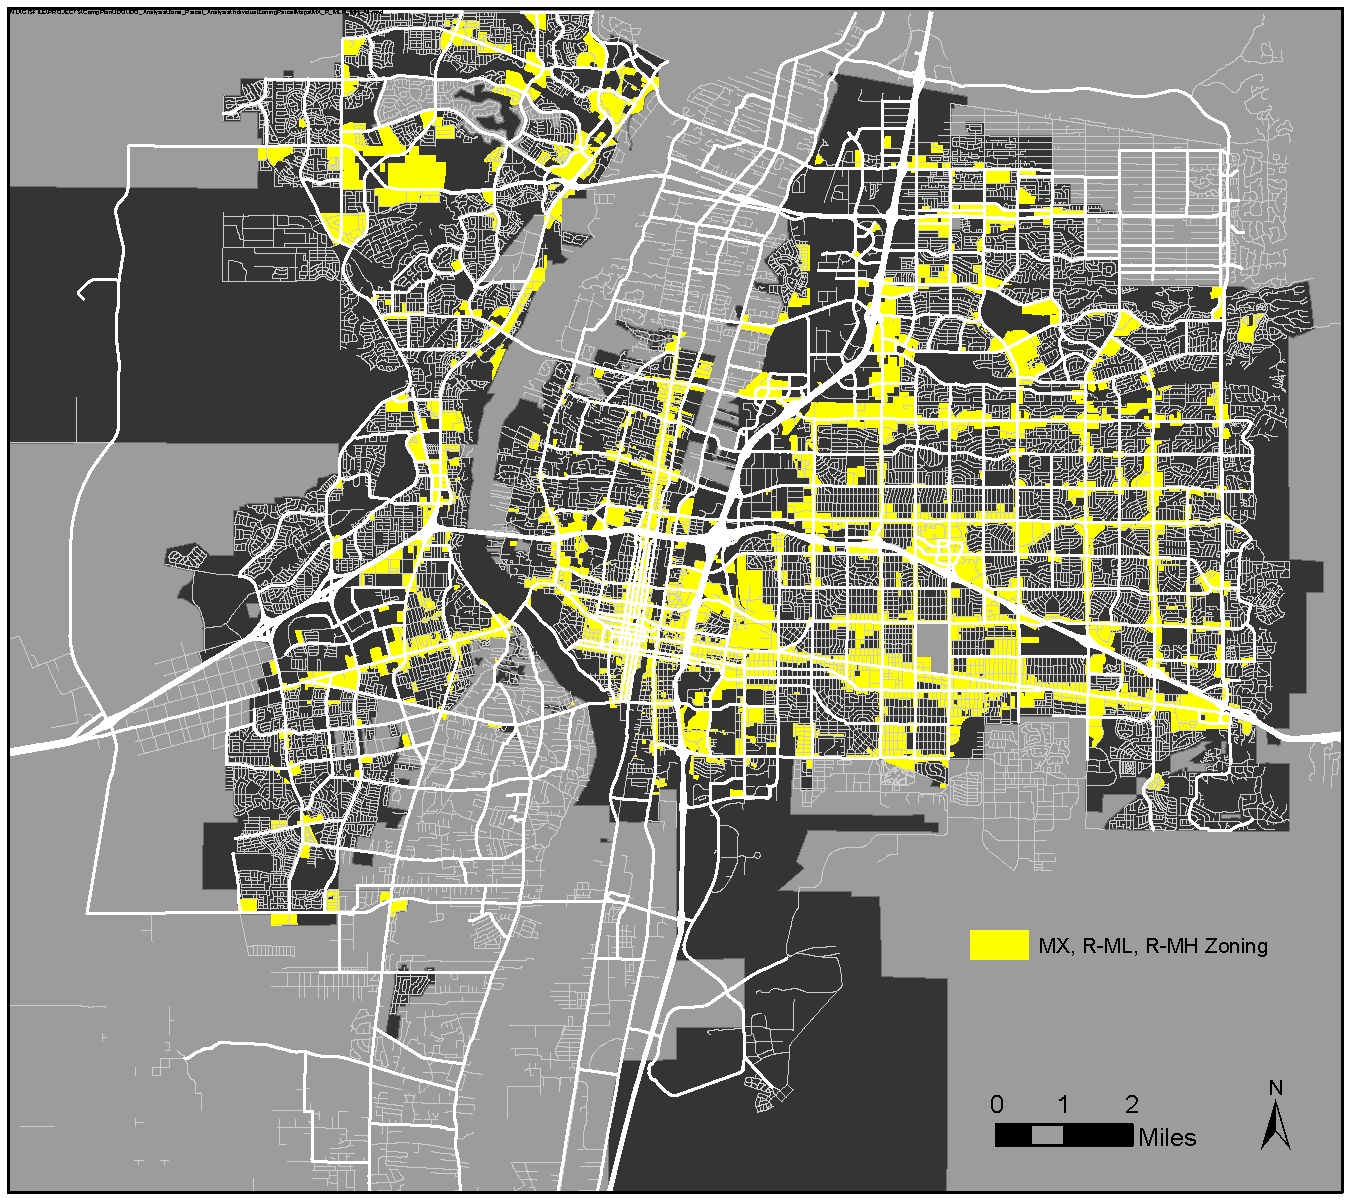 MX, R-ML, R-MH Zoning
N
0 1 2
Miles